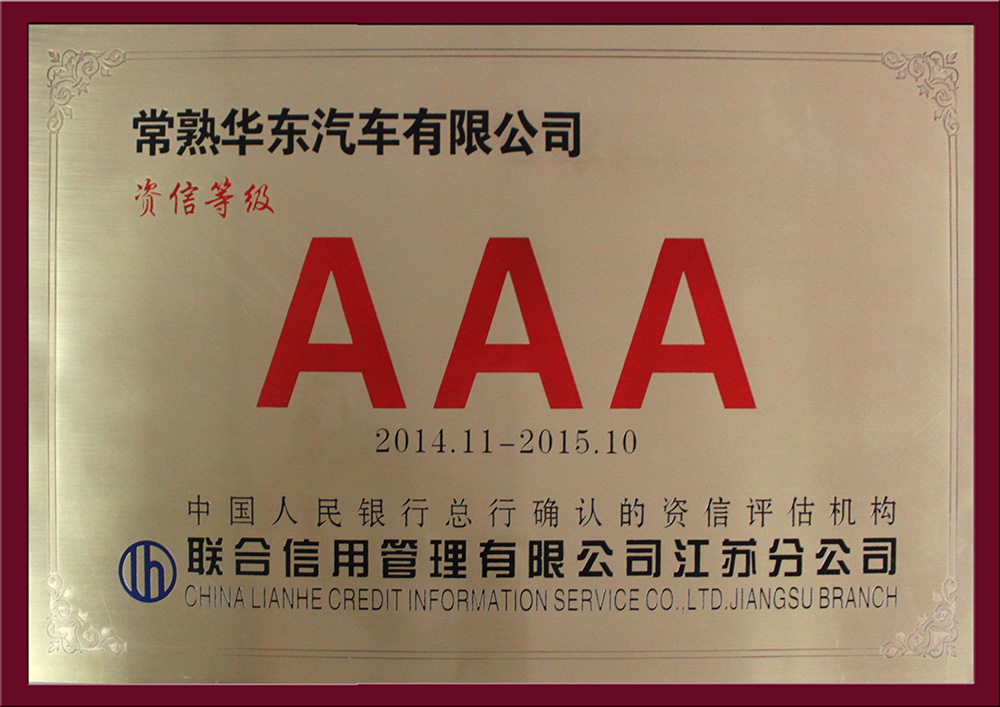 常熟华东汽车有限公司
资信等级
AAA
2014.11-2015.10
中国人民银行总行确认的资信评估机构
联合信用管理有限公司江苏分公司
CHINA LIANHE CREDIT INFORMATION SERVICE CO.,LTD.JIANGSU BRANCH